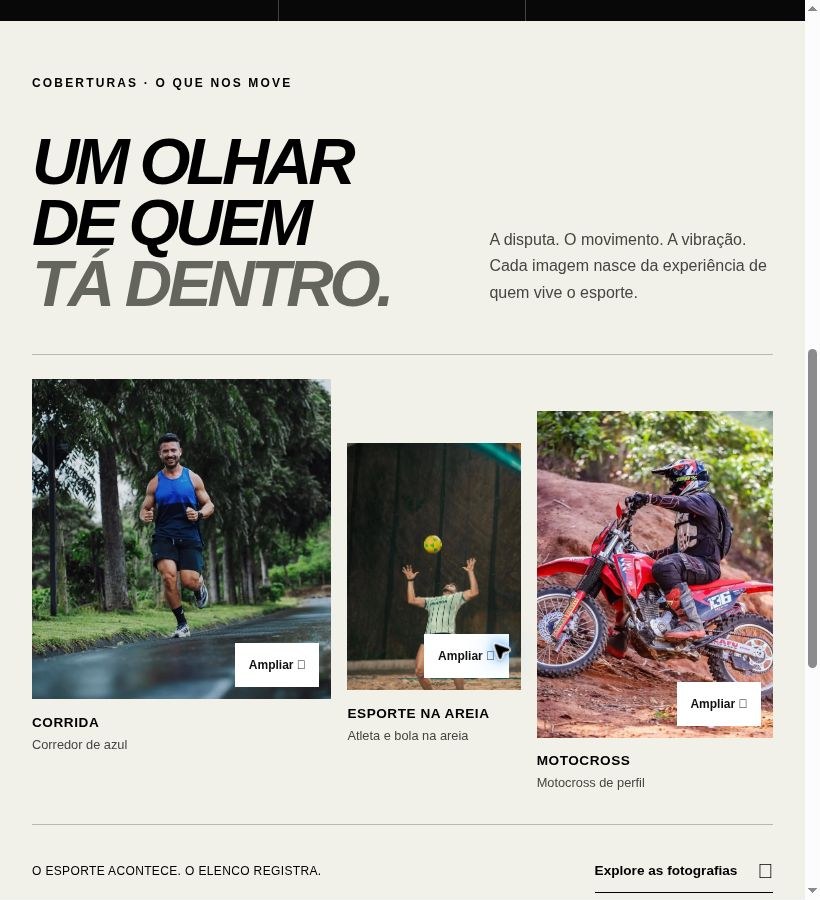 COBERTURAS · O QUE NOS MOVE
UM OLHAR
DE QUEM
TÁ DENTRO.
A disputa. O movimento. A vibração.
Cada imagem nasce da experiência de
quem vive o esporte.
Ampliar
Ampliar
Ampliar
136
CORRIDA
Corredor de azul
ESPORTE NA AREIA
Atleta e bola na areia
MOTOCROSS
Motocross de perfil
O ESPORTE ACONTECE. O ELENCO REGISTRA.
Explore as fotografias